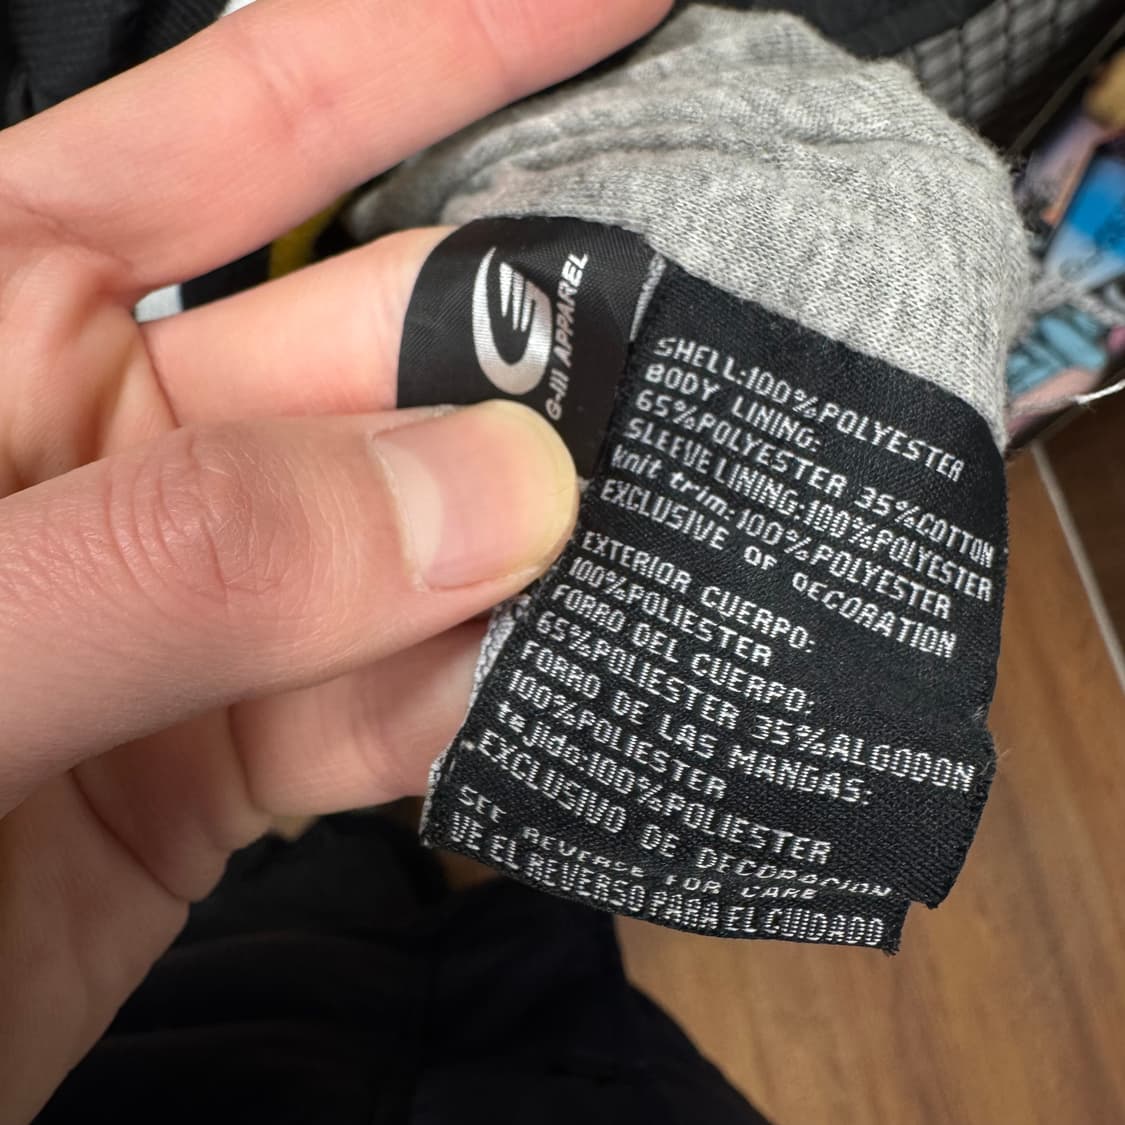 G-III APPAREL
SHELL:100%POLYESTER
BODY LINING:
65%POLYESTER 35%COTTON
SLEEVE LINING:100%POLYESTER
knit trim:100%POLYESTER
EXCLUSIVE OF DECORATION
EXTERIOR CUERPO:
100%POLIESTER
FORRO DEL CUERPO:
65%POLIESTER 35%ALGODON
FORRO DE LAS MANGAS:
100%POLIESTER
tejido:100%POLIESTER
EXCLUSIVO DE DECORACION
SEE REVERSE FOR CARE
VE EL REVERSO PARA EL CUIDADO